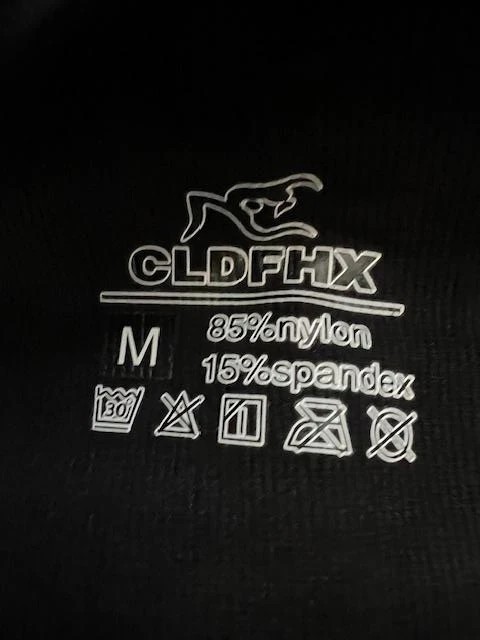 CLDFHX
M
85%nylon
15%spandex
30